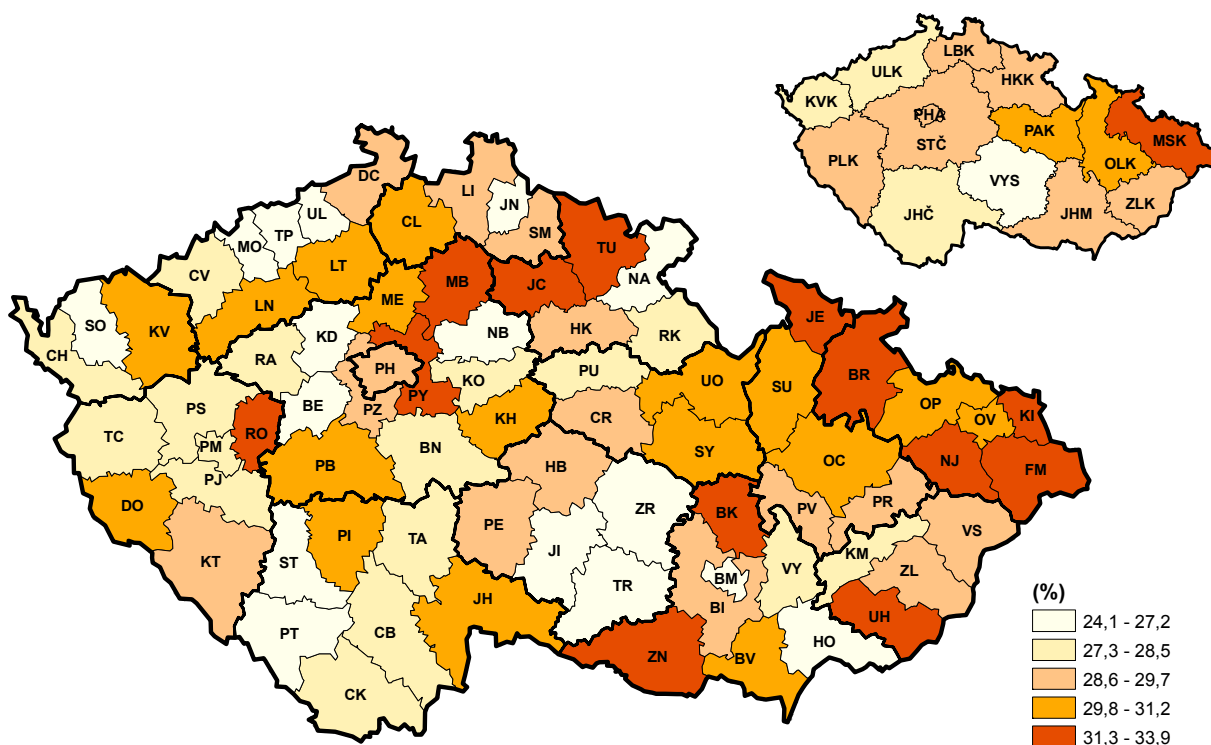 LBK
ULK
HKK
KVK
PHA
PAK
STČ
MSK
PLK
OLK
VYS
ZLK
JHČ
JHM
DC
LI
JN
UL
CL
SM
TP
MO
TU
LT
CV
NA
MB
JC
LN
ME
JE
SO
KV
KD
NB
HK
RK
CH
RA
PH
KO
PU
UO
SU
BR
PS
BE
PZ
PY
OP
OV
KI
TC
RO
PM
KH
CR
BN
SY
OC
NJ
FM
PB
HB
PJ
DO
PV
PR
BK
ZR
PE
VS
KT
ST
PI
TA
JI
KM
VY
ZL
BM
TR
BI
JH
UH
PT
CB
HO
ZN
BV
CK
(%)
24,1 - 27,2
27,3 - 28,5
28,6 - 29,7
29,8 - 31,2
31,3 - 33,9